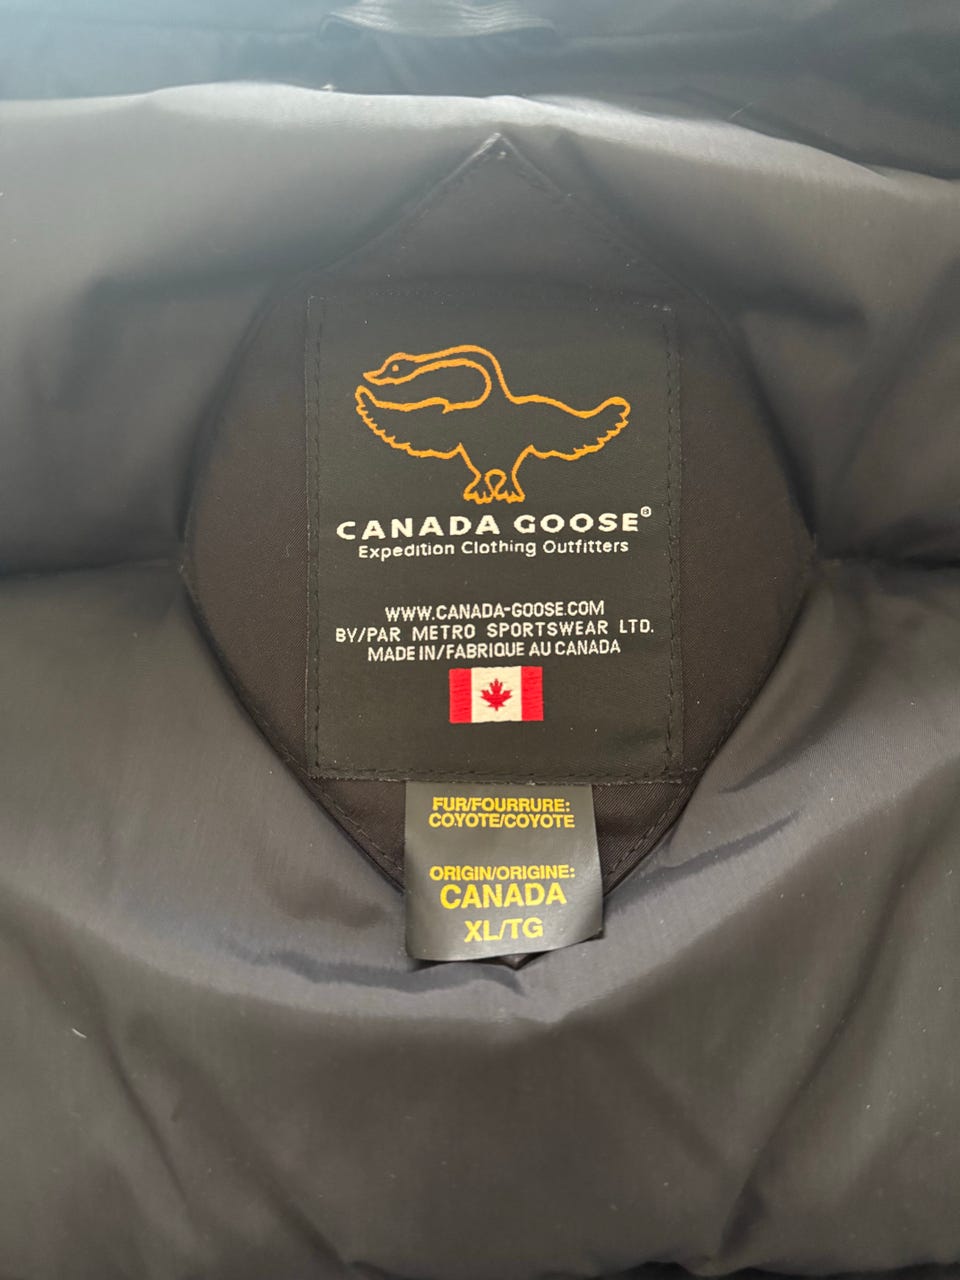 CANADA GOOSE®
Expedition Clothing Outfitters
WWW.CANADA-GOOSE.COM
BY/PAR METRO SPORTSWEAR LTD.
MADE IN/FABRIQUE AU CANADA
FUR/FOURRURE:
COYOTE/COYOTE
ORIGIN/ORIGINE:
CANADA
XL/TG